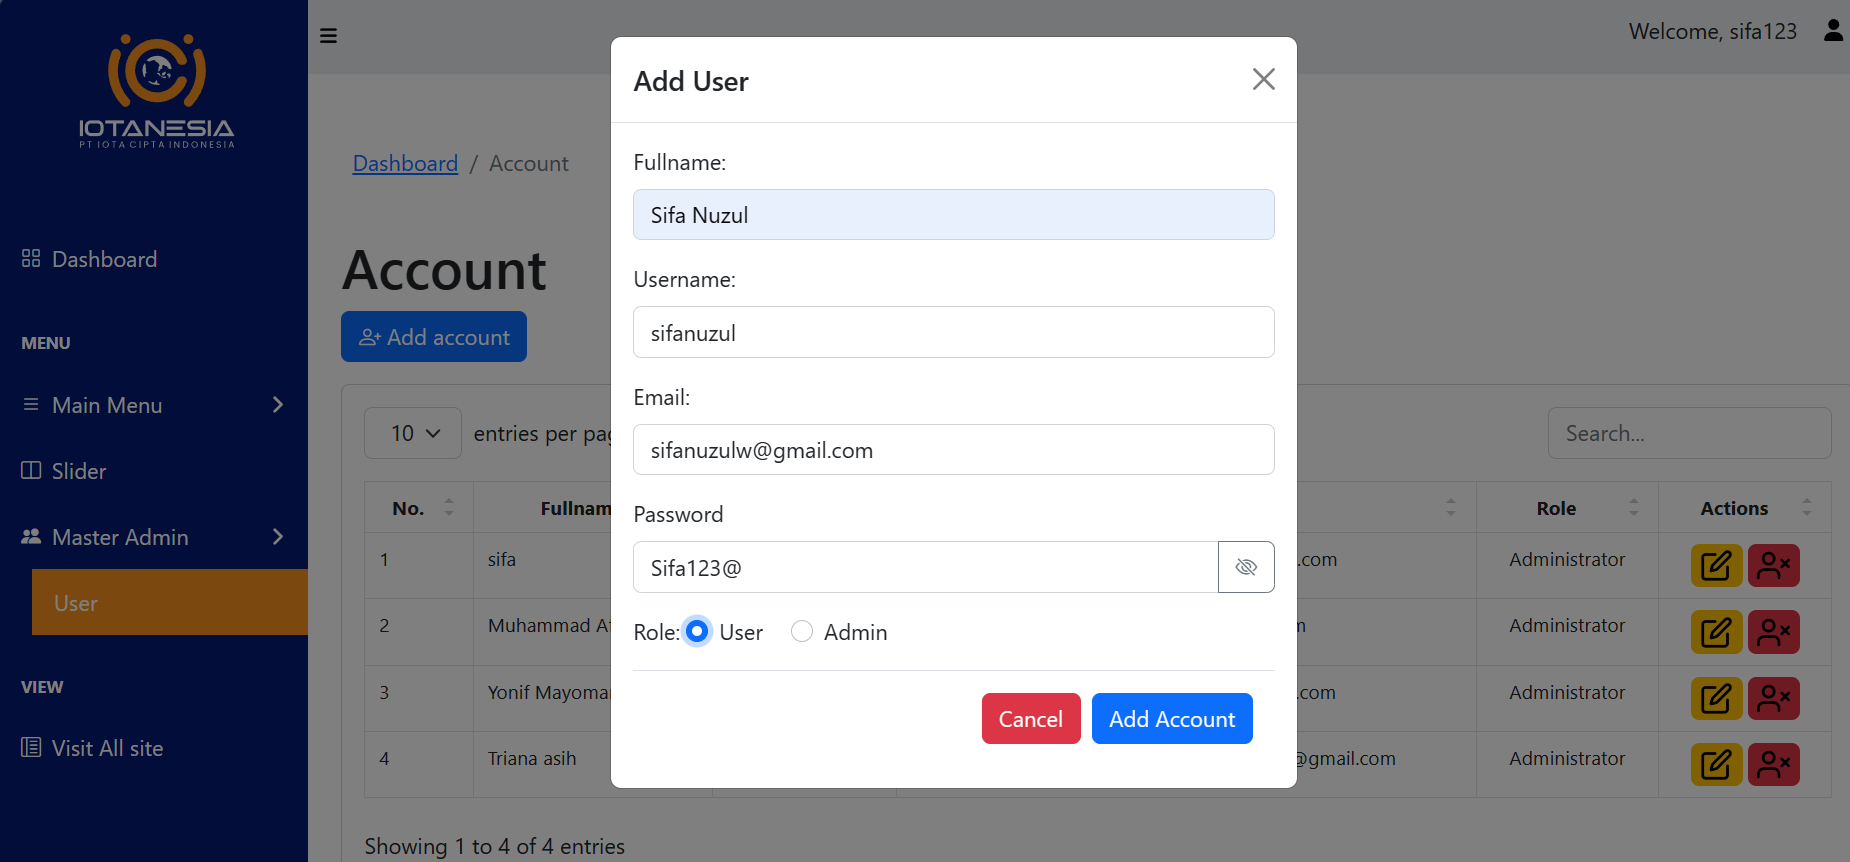 IOTANESIA
PT IOTA CIPTA INDONESIA
Dashboard
MENU
Main Menu
Slider
Master Admin
User
VIEW
Visit All site
Welcome, sifa123
Dashboard / Account
Account
Add account
10 entries per pag
Search...
No. Fullnam Role Actions
1 sifa .com Administrator
2 Muhammad Administrator
3 Yonif Mayoma .com Administrator
4 Triana asih @gmail.com Administrator
Showing 1 to 4 of 4 entries
Add User
Fullname:
Sifa Nuzul
Username:
sifanuzul
Email:
sifanuzulw@gmail.com
Password
Sifa123@
Role: User Admin
Cancel Add Account